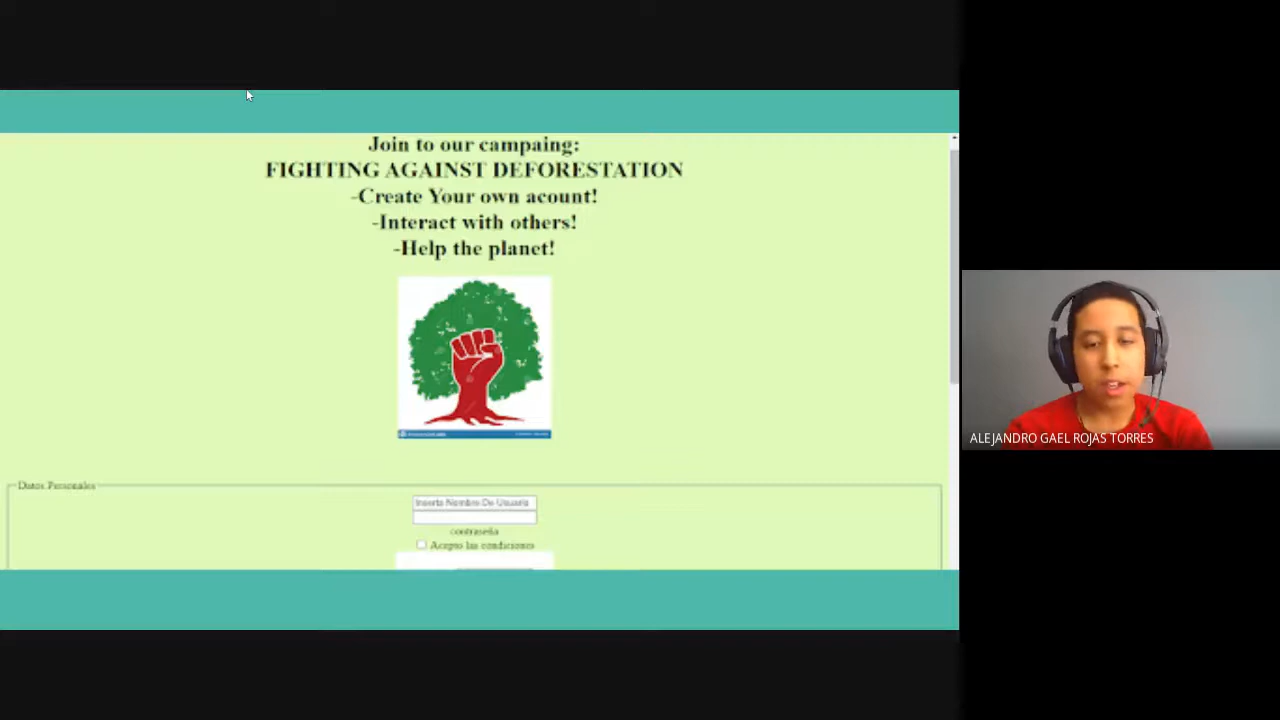 Join to our campaing:
FIGHTING AGAINST DEFORESTATION
-Create Your own acount!
-Interact with others!
-Help the planet!
Datos Personales
Inserta Nombre De Usuario
contraseña
Acepto las condiciones
ALEJANDRO GAEL ROJAS TORRES